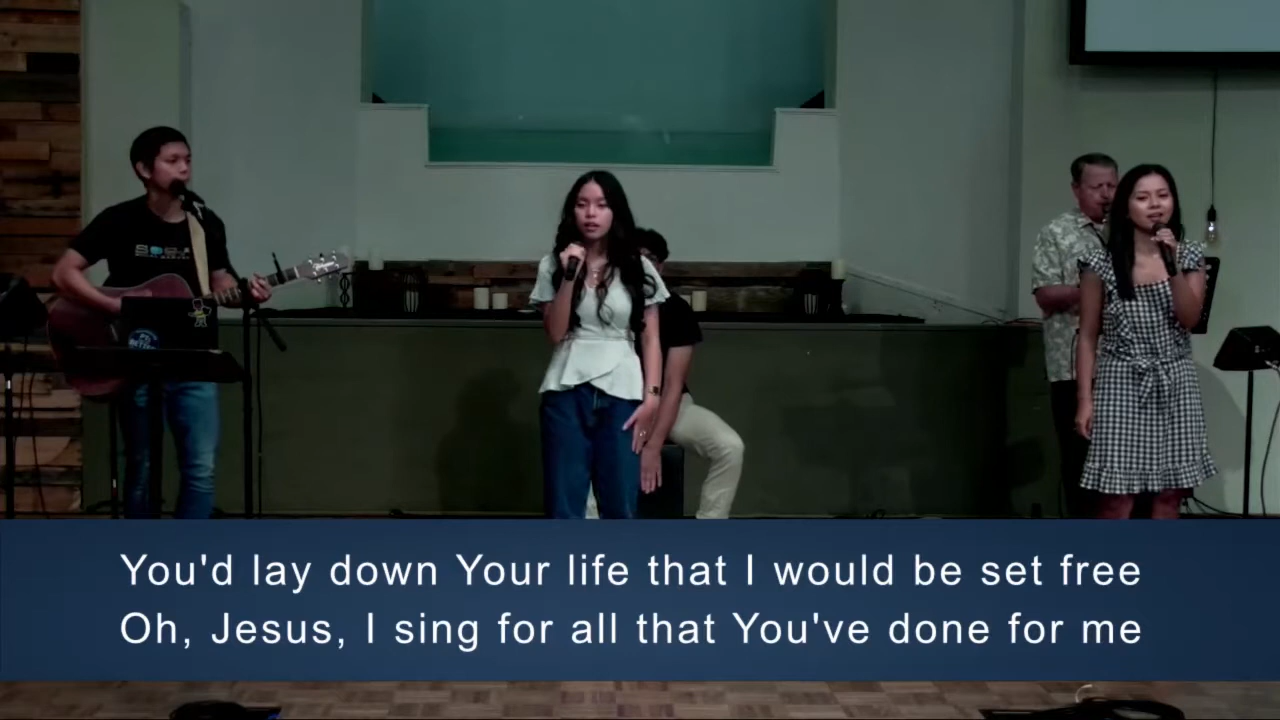 You'd lay down Your life that I would be set free
Oh, Jesus, I sing for all that You've done for me